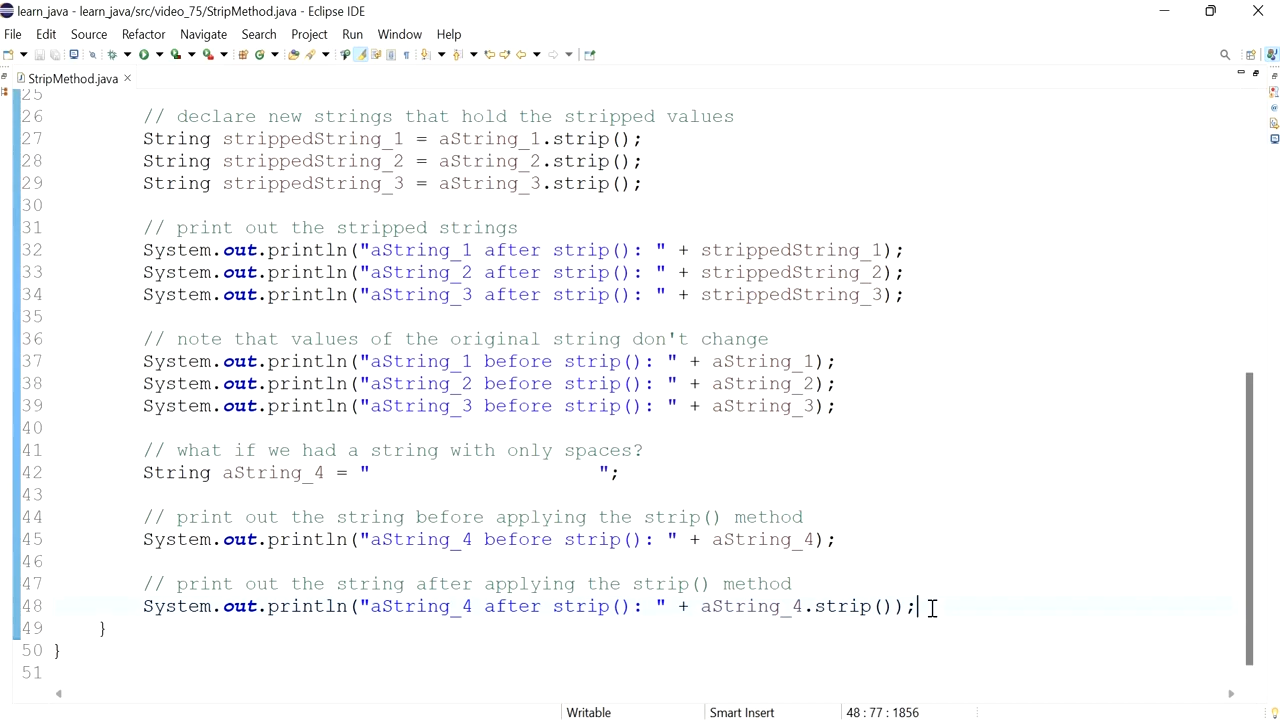 learn_java - learn_java/src/video_75/StripMethod.java - Eclipse IDE
File Edit Source Refactor Navigate Search Project Run Window Help
StripMethod.java
25
26 // declare new strings that hold the stripped values
27 String strippedString_1 = aString_1.strip();
28 String strippedString_2 = aString_2.strip();
29 String strippedString_3 = aString_3.strip();
30
31 // print out the stripped strings
32 System.out.println("aString_1 after strip(): " + strippedString_1);
33 System.out.println("aString_2 after strip(): " + strippedString_2);
34 System.out.println("aString_3 after strip(): " + strippedString_3);
35
36 // note that values of the original string don't change
37 System.out.println("aString_1 before strip(): " + aString_1);
38 System.out.println("aString_2 before strip(): " + aString_2);
39 System.out.println("aString_3 before strip(): " + aString_3);
40
41 // what if we had a string with only spaces?
42 String aString_4 = "                    ";
43
44 // print out the string before applying the strip() method
45 System.out.println("aString_4 before strip(): " + aString_4);
46
47 // print out the string after applying the strip() method
48 System.out.println("aString_4 after strip(): " + aString_4.strip());
49 }
50 }
51
Writable Smart Insert 48 : 77 : 1856